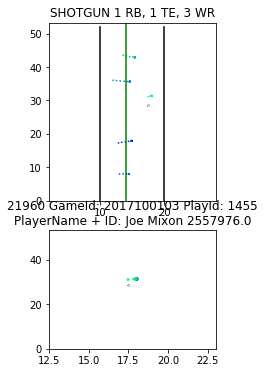 SHOTGUN 1 RB, 1 TE, 3 WR
50
40
30
20
10
0
10 20
21960 GameId: 2017100103 PlayId: 1455
PlayerName + ID: Joe Mixon 2557976.0
40
20
0
12.5 15.0 17.5 20.0 22.5